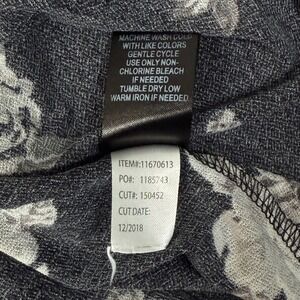 MACHINE WASH COLD
WITH LIKE COLORS
GENTLE CYCLE
USE ONLY NON-
CHLORINE BLEACH
IF NEEDED
TUMBLE DRY LOW
WARM IRON IF NEEDED.
ITEM#:11670613
PO#: 1185743
CUT#: 150452
CUT DATE:
12/2018